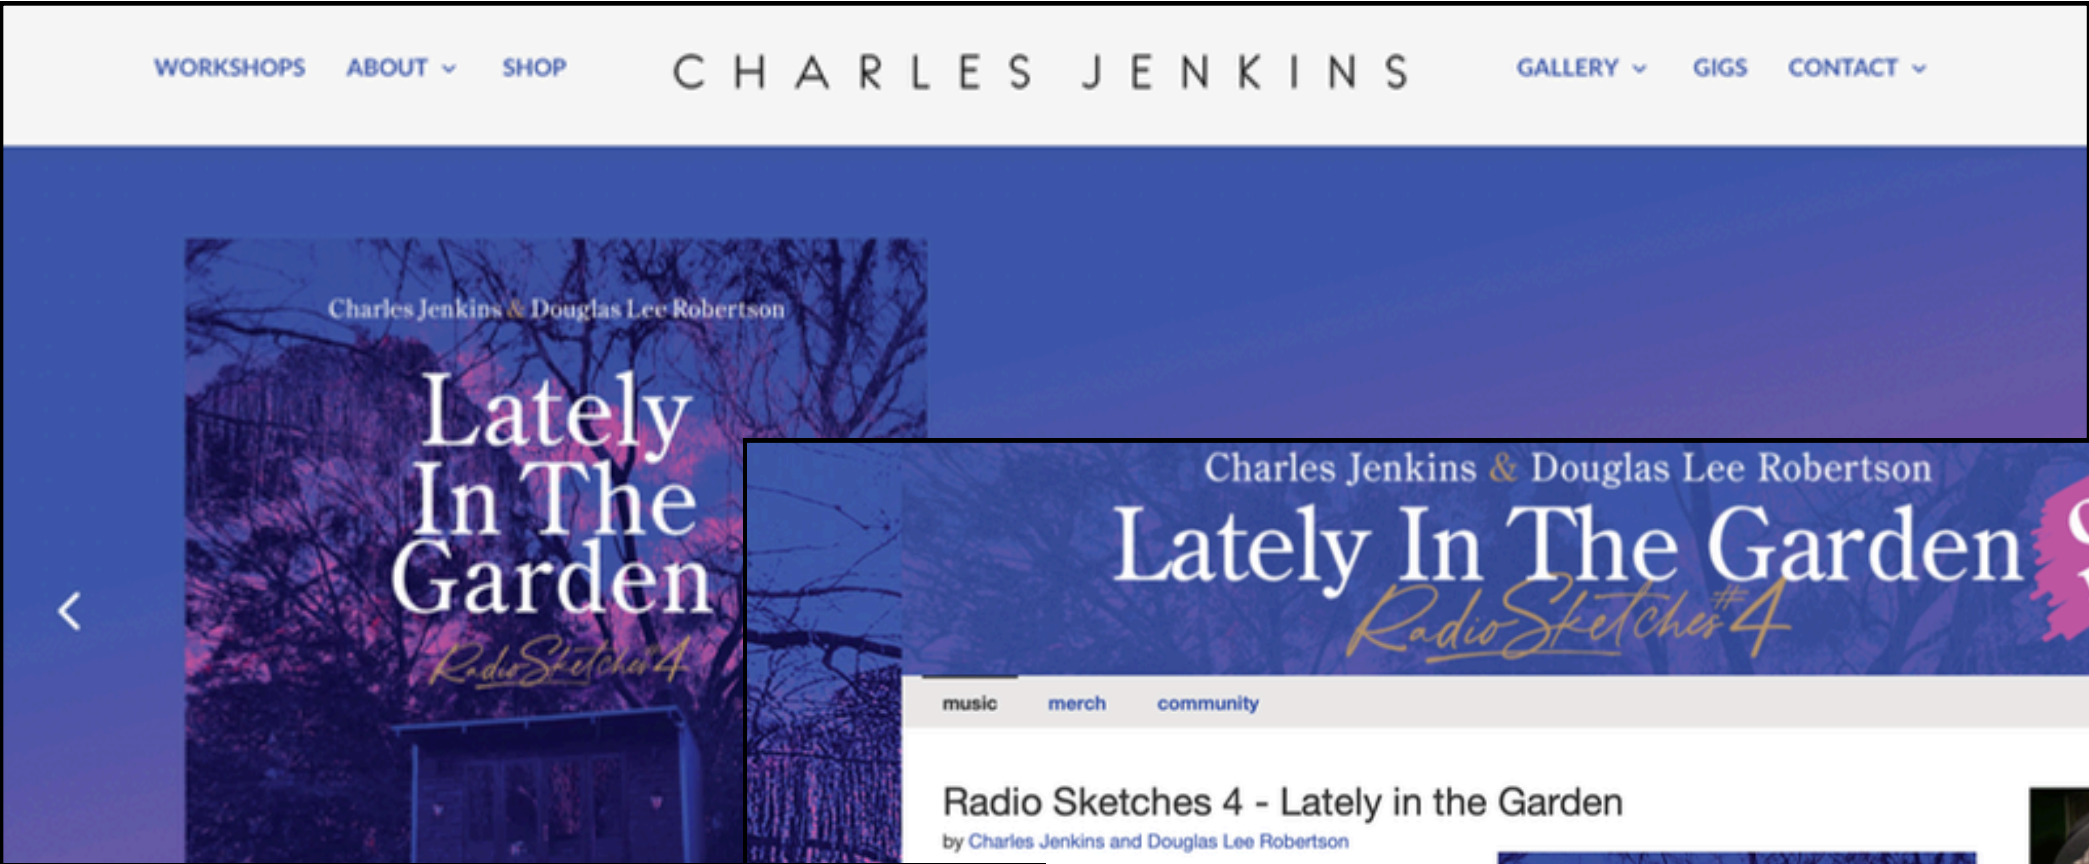 WORKSHOPS ABOUT SHOP CHARLES JENKINS GALLERY GIGS CONTACT
Charles Jenkins & Douglas Lee Robertson
Lately
In The
Garden
Radio Sketches #4
Charles Jenkins & Douglas Lee Robertson
Lately In The Garden
Radio Sketches #4
music merch community
Radio Sketches 4 - Lately in the Garden
by Charles Jenkins and Douglas Lee Robertson